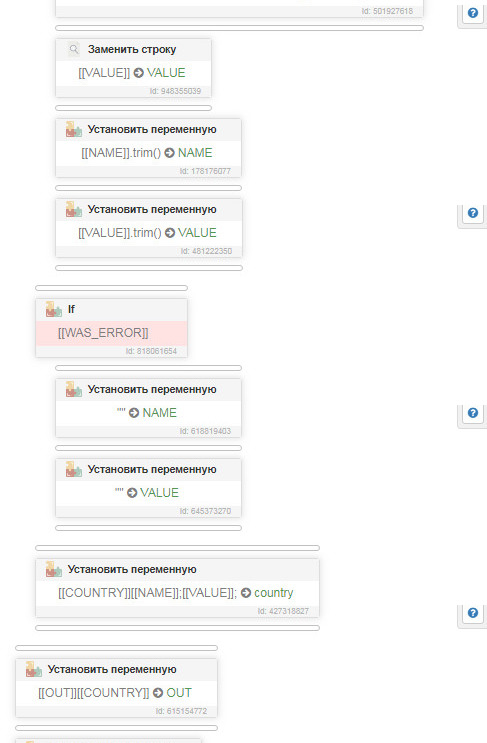 Id: 501927618
Заменить строку
[[VALUE]] VALUE
Id: 948355039
Установить переменную
[[NAME]].trim() NAME
Id: 178176077
Установить переменную
[[VALUE]].trim() VALUE
Id: 481222350
If
[[WAS_ERROR]]
Id: 818061654
Установить переменную
"" NAME
Id: 618819403
Установить переменную
"" VALUE
Id: 645373270
Установить переменную
[[COUNTRY]][[NAME]];[[VALUE]]; country
Id: 427318827
Установить переменную
[[OUT]][[COUNTRY]] OUT
Id: 615154772